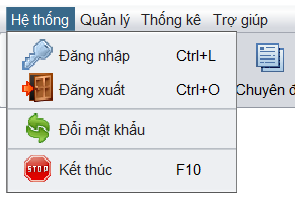 Hệ thống Quản lý Thống kê Trợ giúp
Đăng nhập Ctrl+L
Đăng xuất Ctrl+O
Chuyên đ
Đổi mật khẩu
STOP Kết thúc F10